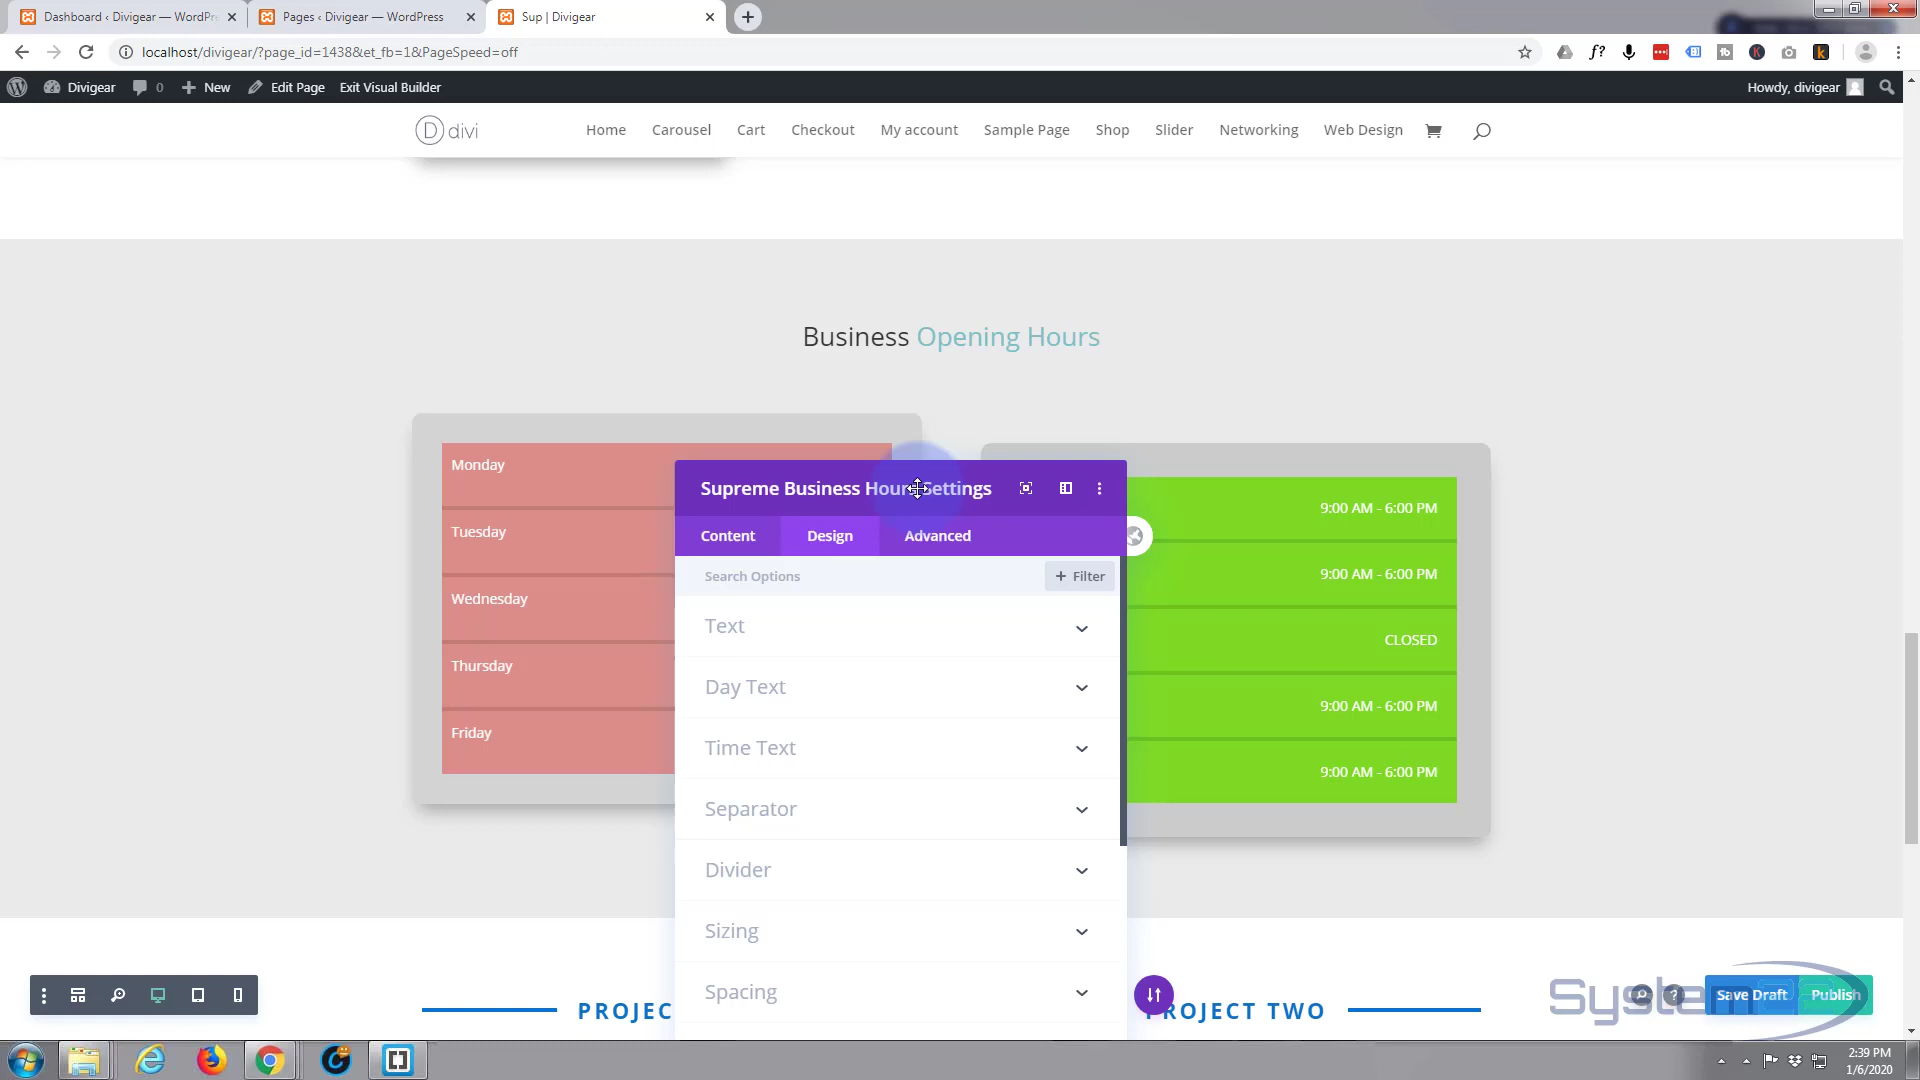 Dashboard ‹ Divigear — WordPr
Pages ‹ Divigear — WordPress
Sup | Divigear
localhost/divigear/?page_id=1438&et_fb=1&PageSpeed=off
f?
Divigear
0
New
Edit Page
Exit Visual Builder
Howdy, divigear
D divi
Home
Carousel
Cart
Checkout
My account
Sample Page
Shop
Slider
Networking
Web Design
Business Opening Hours
Monday
Tuesday
Wednesday
Thursday
Friday
Supreme Business Hours Settings
Content
Design
Advanced
Search Options
+ Filter
Text
Day Text
Time Text
Separator
Divider
Sizing
Spacing
9:00 AM - 6:00 PM
9:00 AM - 6:00 PM
CLOSED
9:00 AM - 6:00 PM
9:00 AM - 6:00 PM
PROJEC
PROJECT TWO
?
Save Draft
Publish
System
2:39 PM
1/6/2020